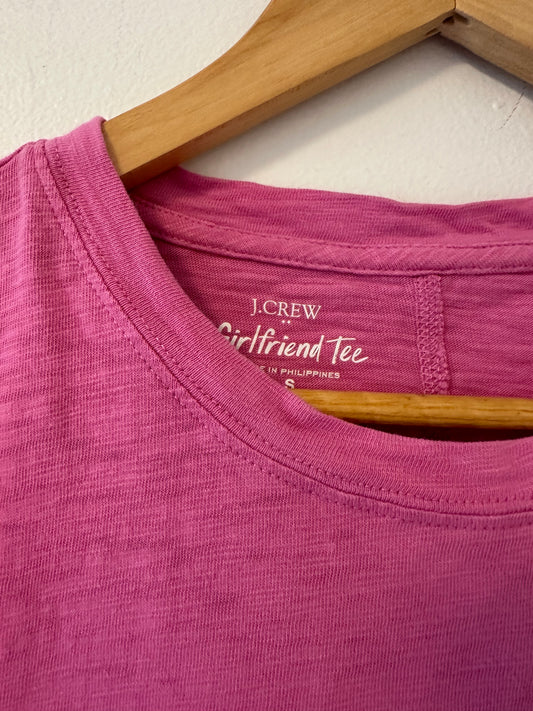 J.CREW
Girlfriend Tee
IN PHILIPPINES
S